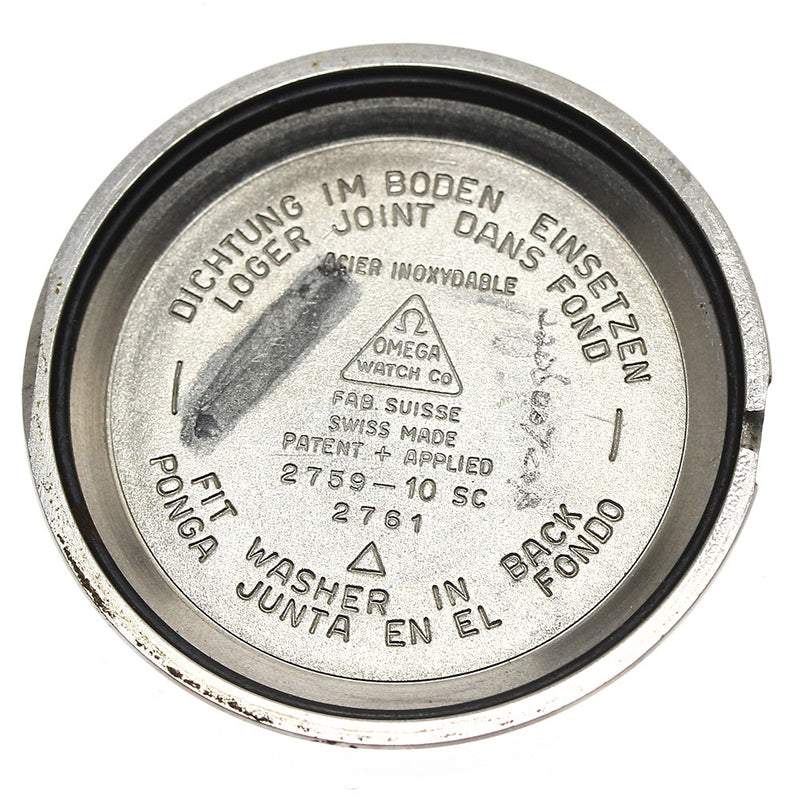 DICHTUNG IM BODEN EINSETZEN
LOGER JOINT DANS FOND
ACIER INOXYDABLE
Ω
OMEGA
WATCH CO
FAB. SUISSE
SWISS MADE
PATENT + APPLIED
2759-10 SC
2761
FIT WASHER IN BACK
PONGA JUNTA EN EL FONDO